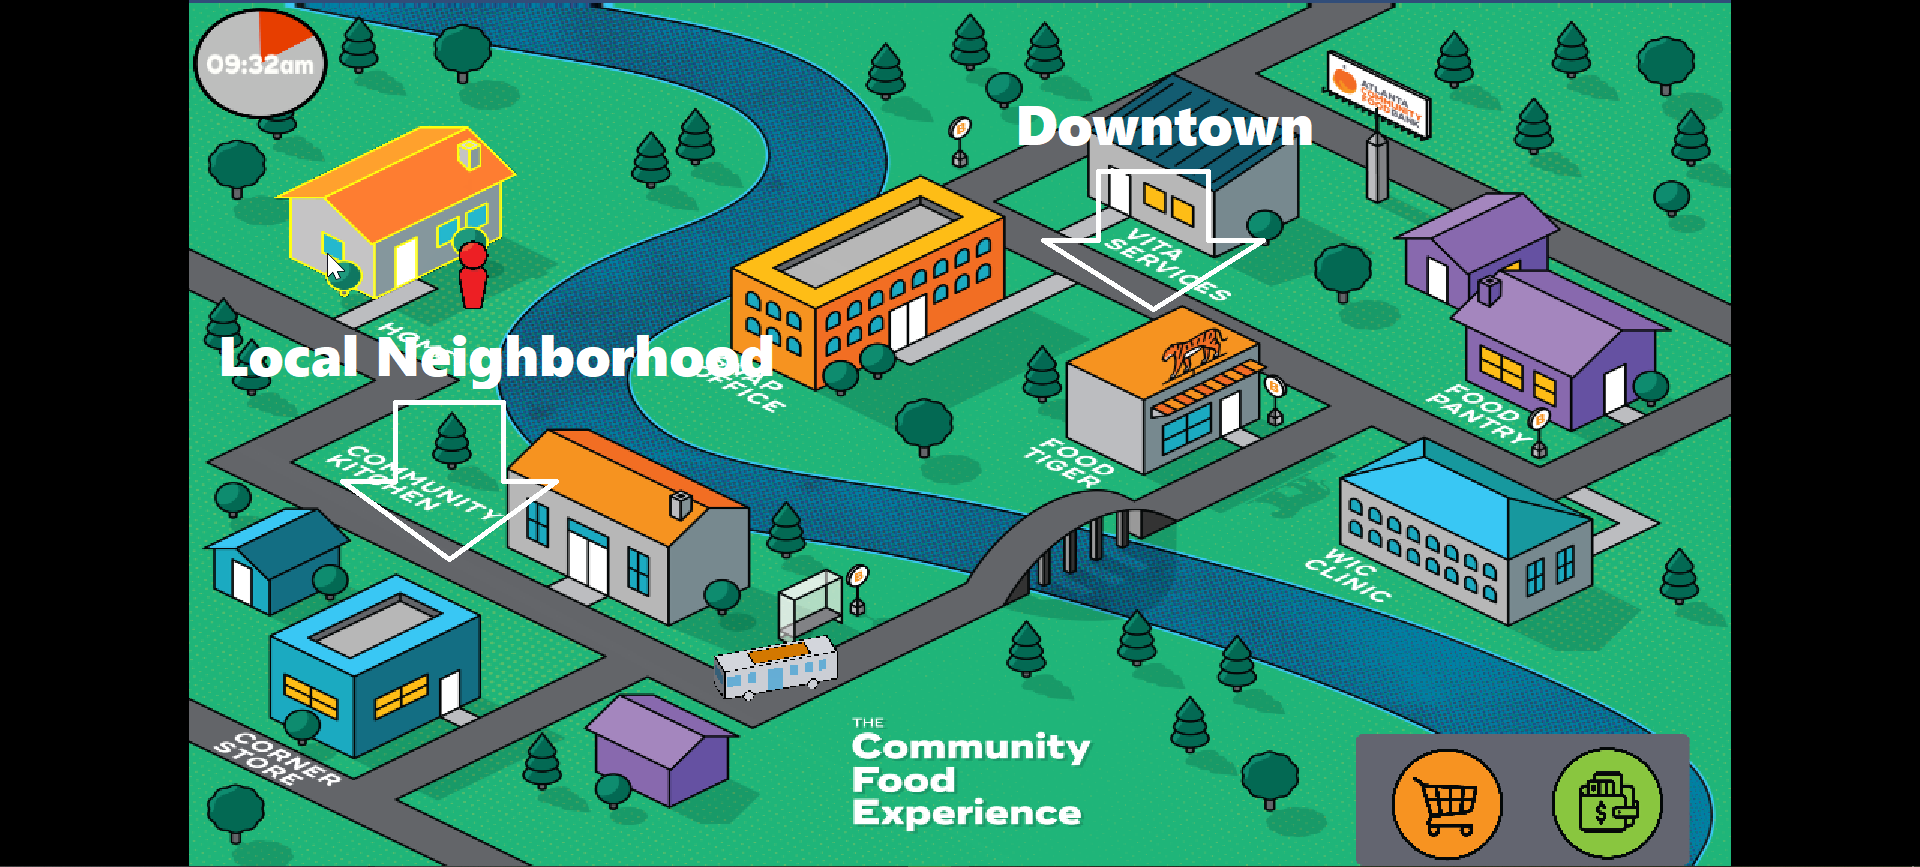 09:32am
ATLANTA
COMMUNITY
FOOD BANK
Downtown
VITA
SERVICES
HOME
Local Neighborhood
SNAP
OFFICE
FOOD
PANTRY
COMMUNITY
KITCHEN
FOOD
TIGER
WIC
CLINIC
CORNER
STORE
THE
Community
Food
Experience
B
B
B
B
$